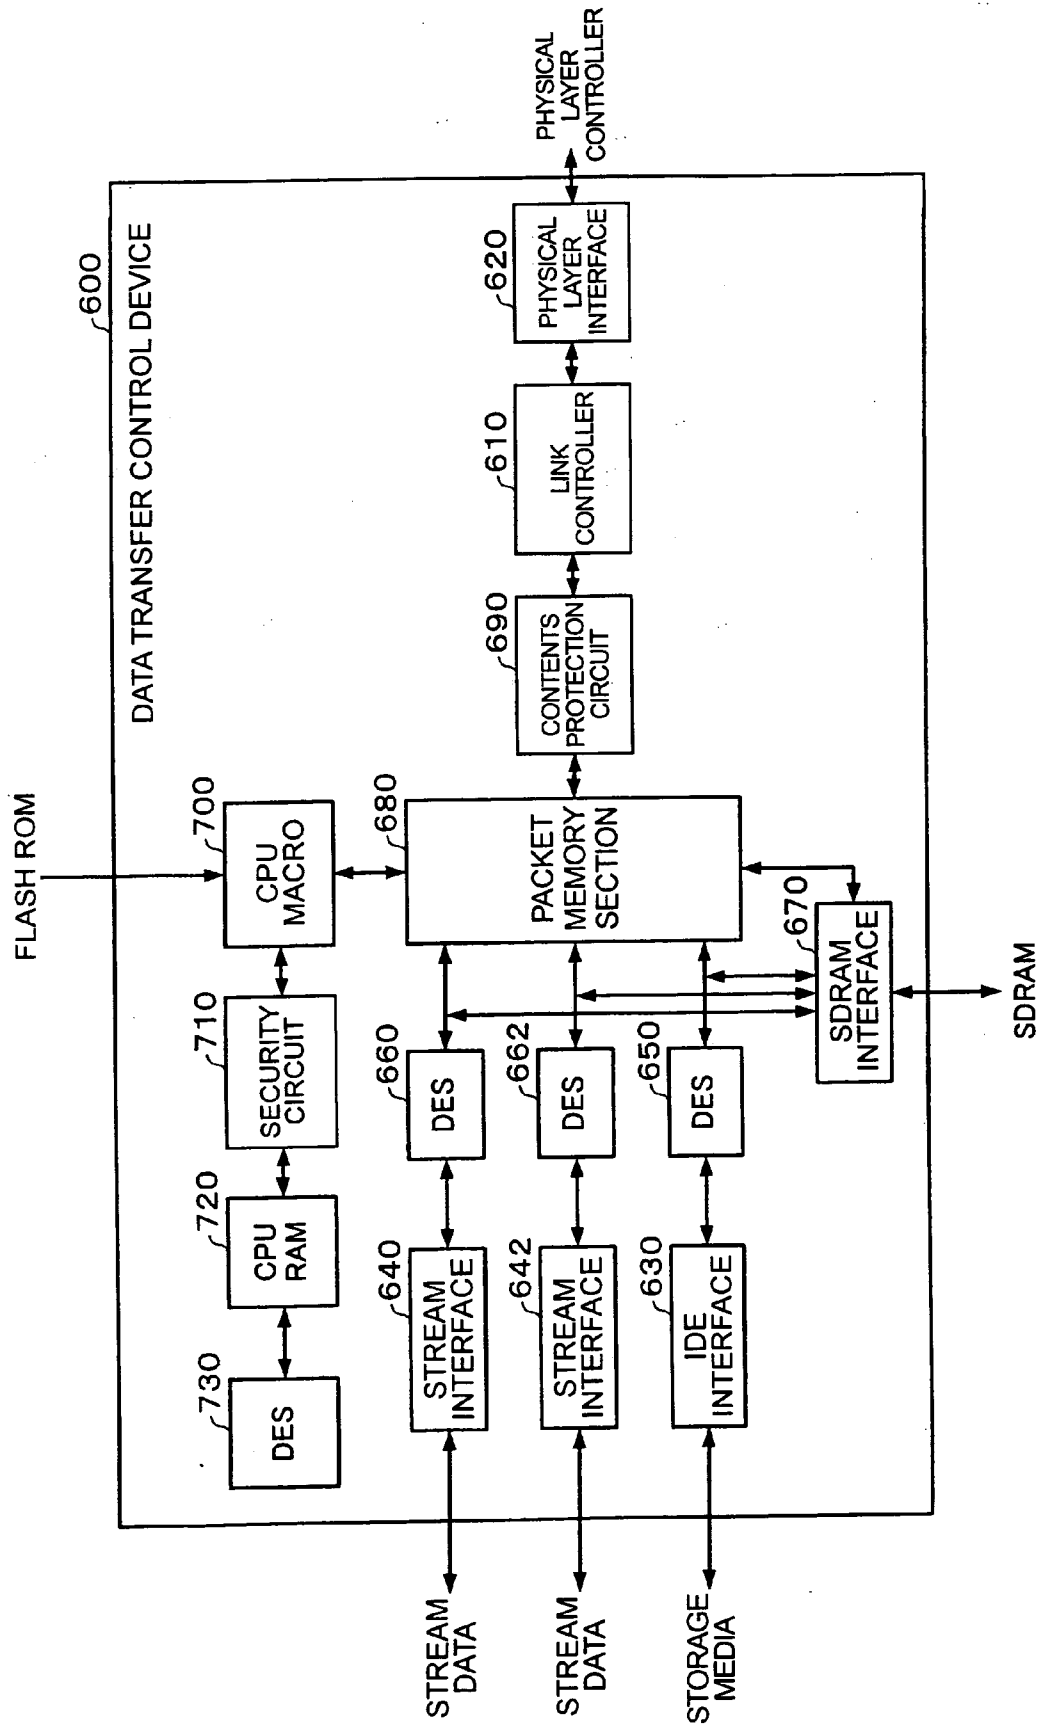 600
DATA TRANSFER CONTROL DEVICE
FLASH ROM
730
DES
720
CPU
RAM
710
SECURITY
CIRCUIT
700
CPU
MACRO
STREAM
DATA
640
STREAM
INTERFACE
660
DES
680
PACKET
MEMORY
SECTION
690
CONTENTS
PROTECTION
CIRCUIT
610
LINK
CONTROLLER
620
PHYSICAL
LAYER
INTERFACE
PHYSICAL
LAYER
CONTROLLER
STREAM
DATA
642
STREAM
INTERFACE
662
DES
STORAGE
MEDIA
630
IDE
INTERFACE
650
DES
670
SDRAM
INTERFACE
SDRAM